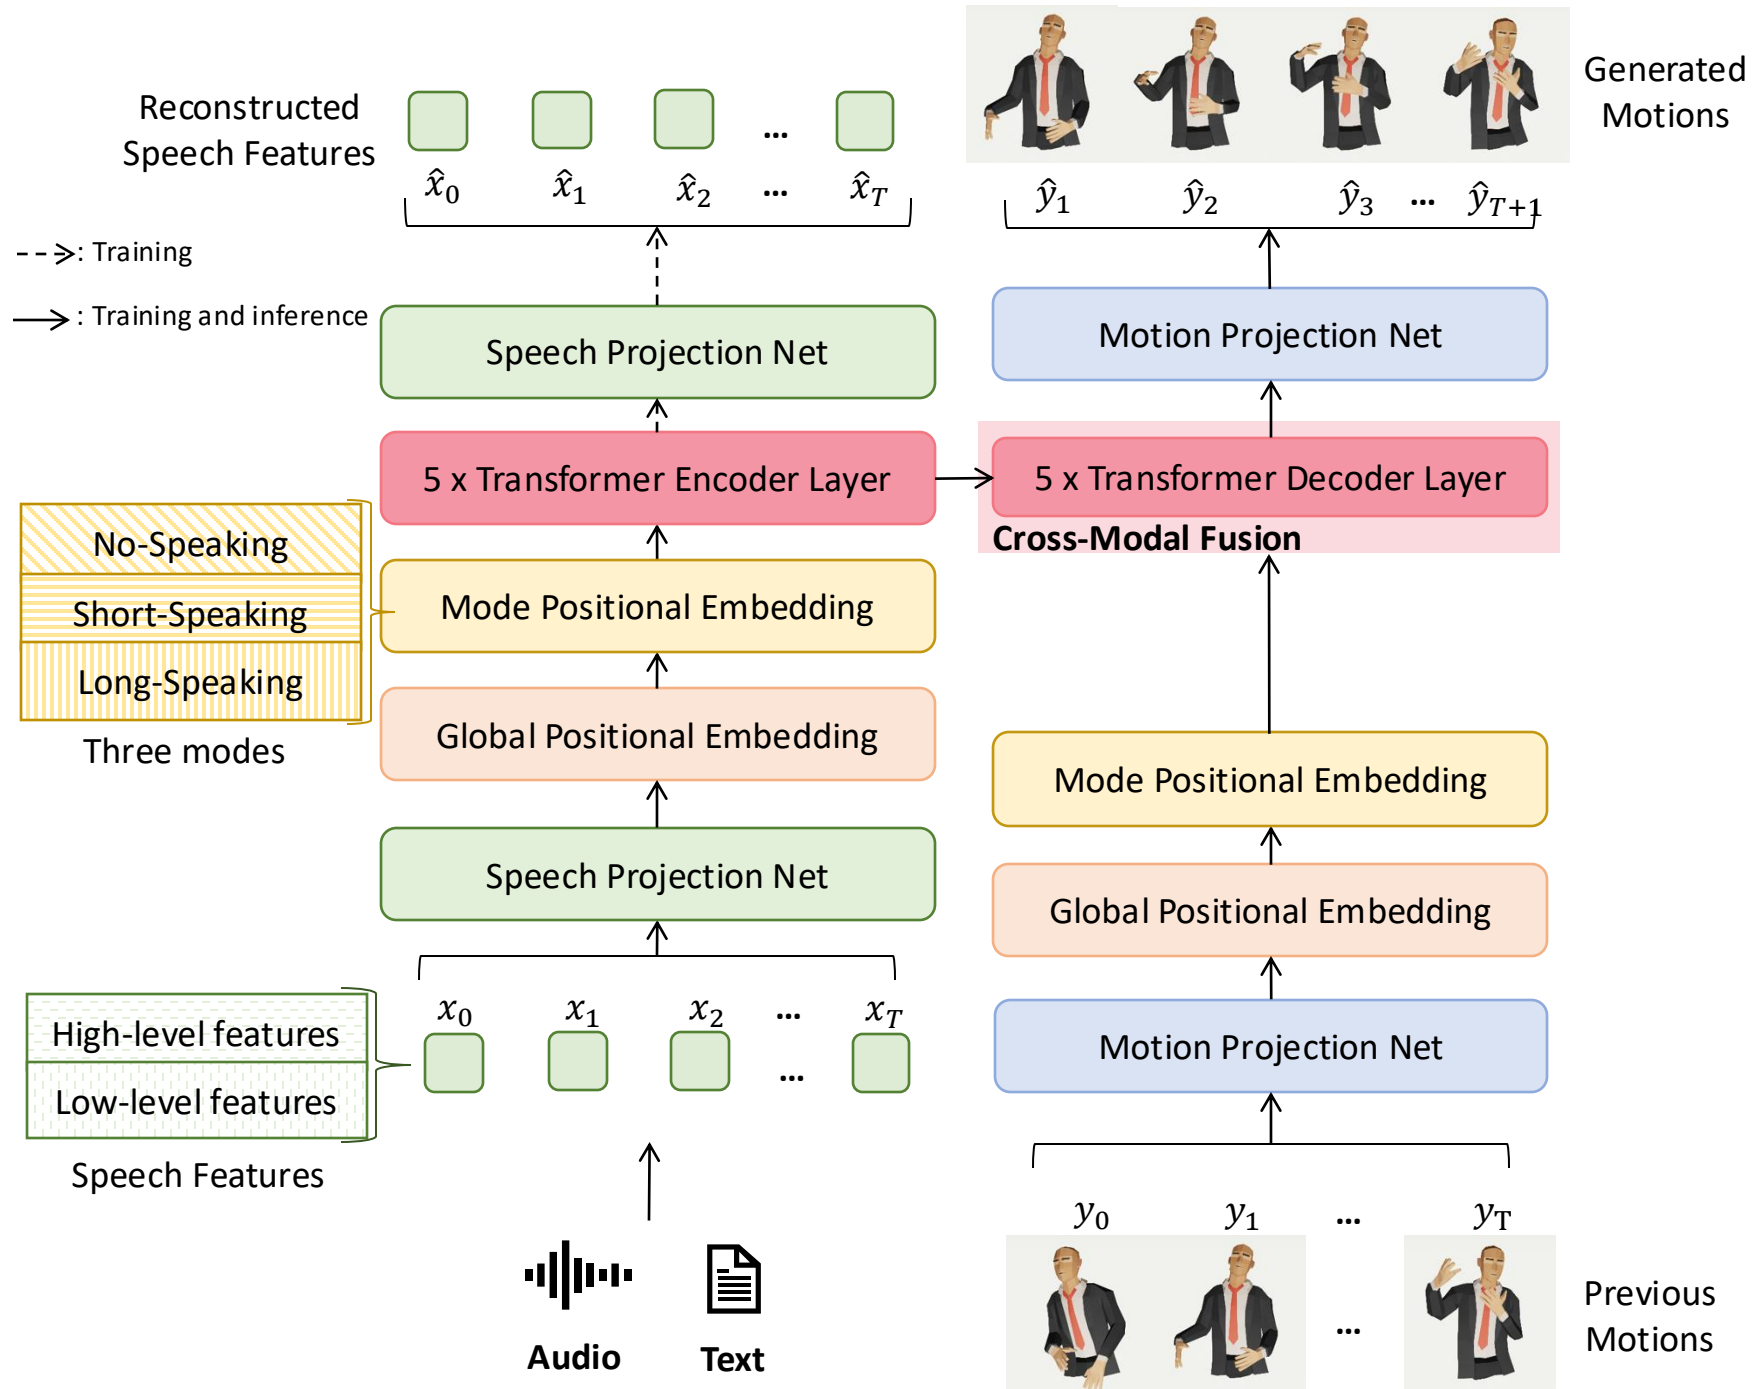 Reconstructed
Speech Features
x̂₀ x̂₁ x̂₂ ... x̂_T
...
--->: Training
→: Training and inference
Speech Projection Net
5 x Transformer Encoder Layer
No-Speaking
Short-Speaking
Long-Speaking
Three modes
Mode Positional Embedding
Global Positional Embedding
Speech Projection Net
x₀ x₁ x₂ ... x_T
...
High-level features
Low-level features
Speech Features
Audio
Text
Generated
Motions
ŷ₁ ŷ₂ ŷ₃ ... ŷ_{T+1}
Motion Projection Net
5 x Transformer Decoder Layer
Cross-Modal Fusion
Mode Positional Embedding
Global Positional Embedding
Motion Projection Net
y₀ y₁ ... y_T
...
Previous
Motions